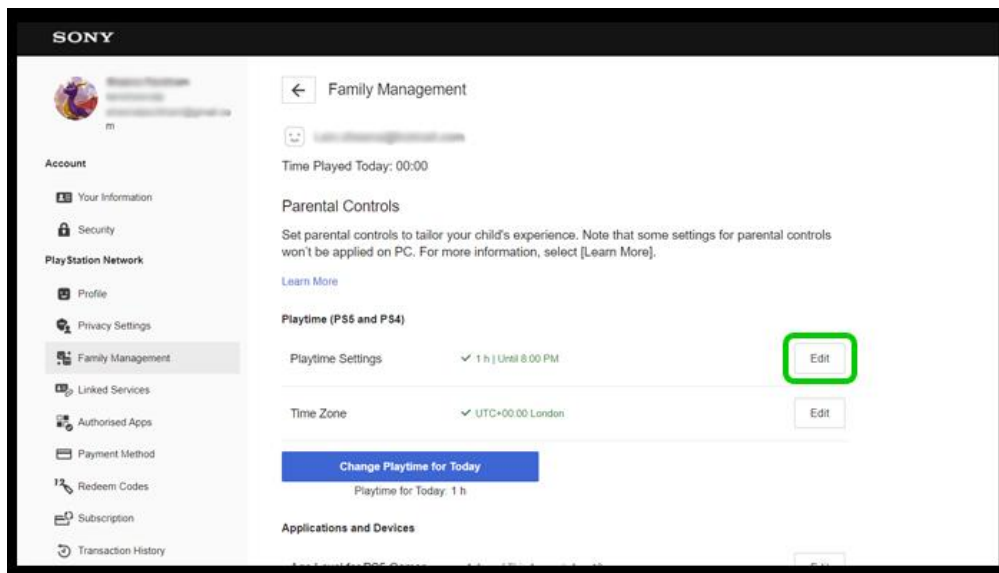 SONY
m
Account
Your Information
Security
PlayStation Network
Profile
Privacy Settings
Family Management
Linked Services
Authorised Apps
Payment Method
Redeem Codes
Subscription
Transaction History
Family Management
Time Played Today: 00:00
Parental Controls
Set parental controls to tailor your child's experience. Note that some settings for parental controls
won't be applied on PC. For more information, select [Learn More].
Learn More
Playtime (PS5 and PS4)
Playtime Settings 1 h | Until 8:00 PM Edit
Time Zone UTC+00:00 London Edit
Change Playtime for Today
Playtime for Today: 1 h
Applications and Devices